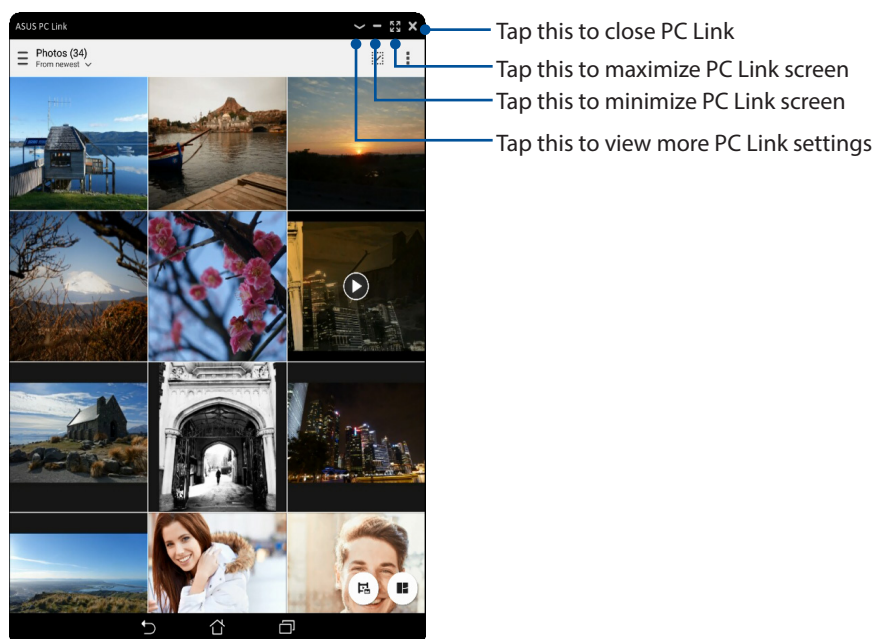 ASUS PC Link
Photos (34)
From newest
Tap this to close PC Link
Tap this to maximize PC Link screen
Tap this to minimize PC Link screen
Tap this to view more PC Link settings